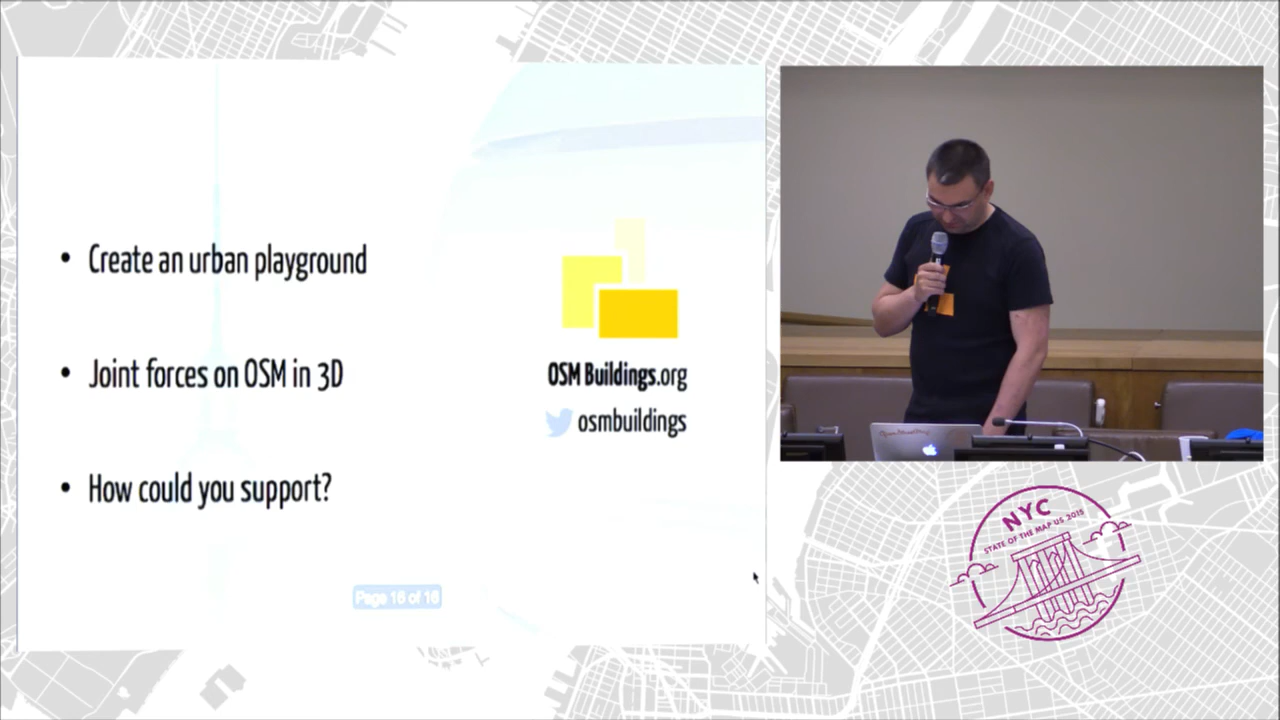 • Create an urban playground
• Joint forces on OSM in 3D
• How could you support?
OSM Buildings.org
osmbuildings
Page 16 of 16
NYC
STATE OF THE MAP US 2015